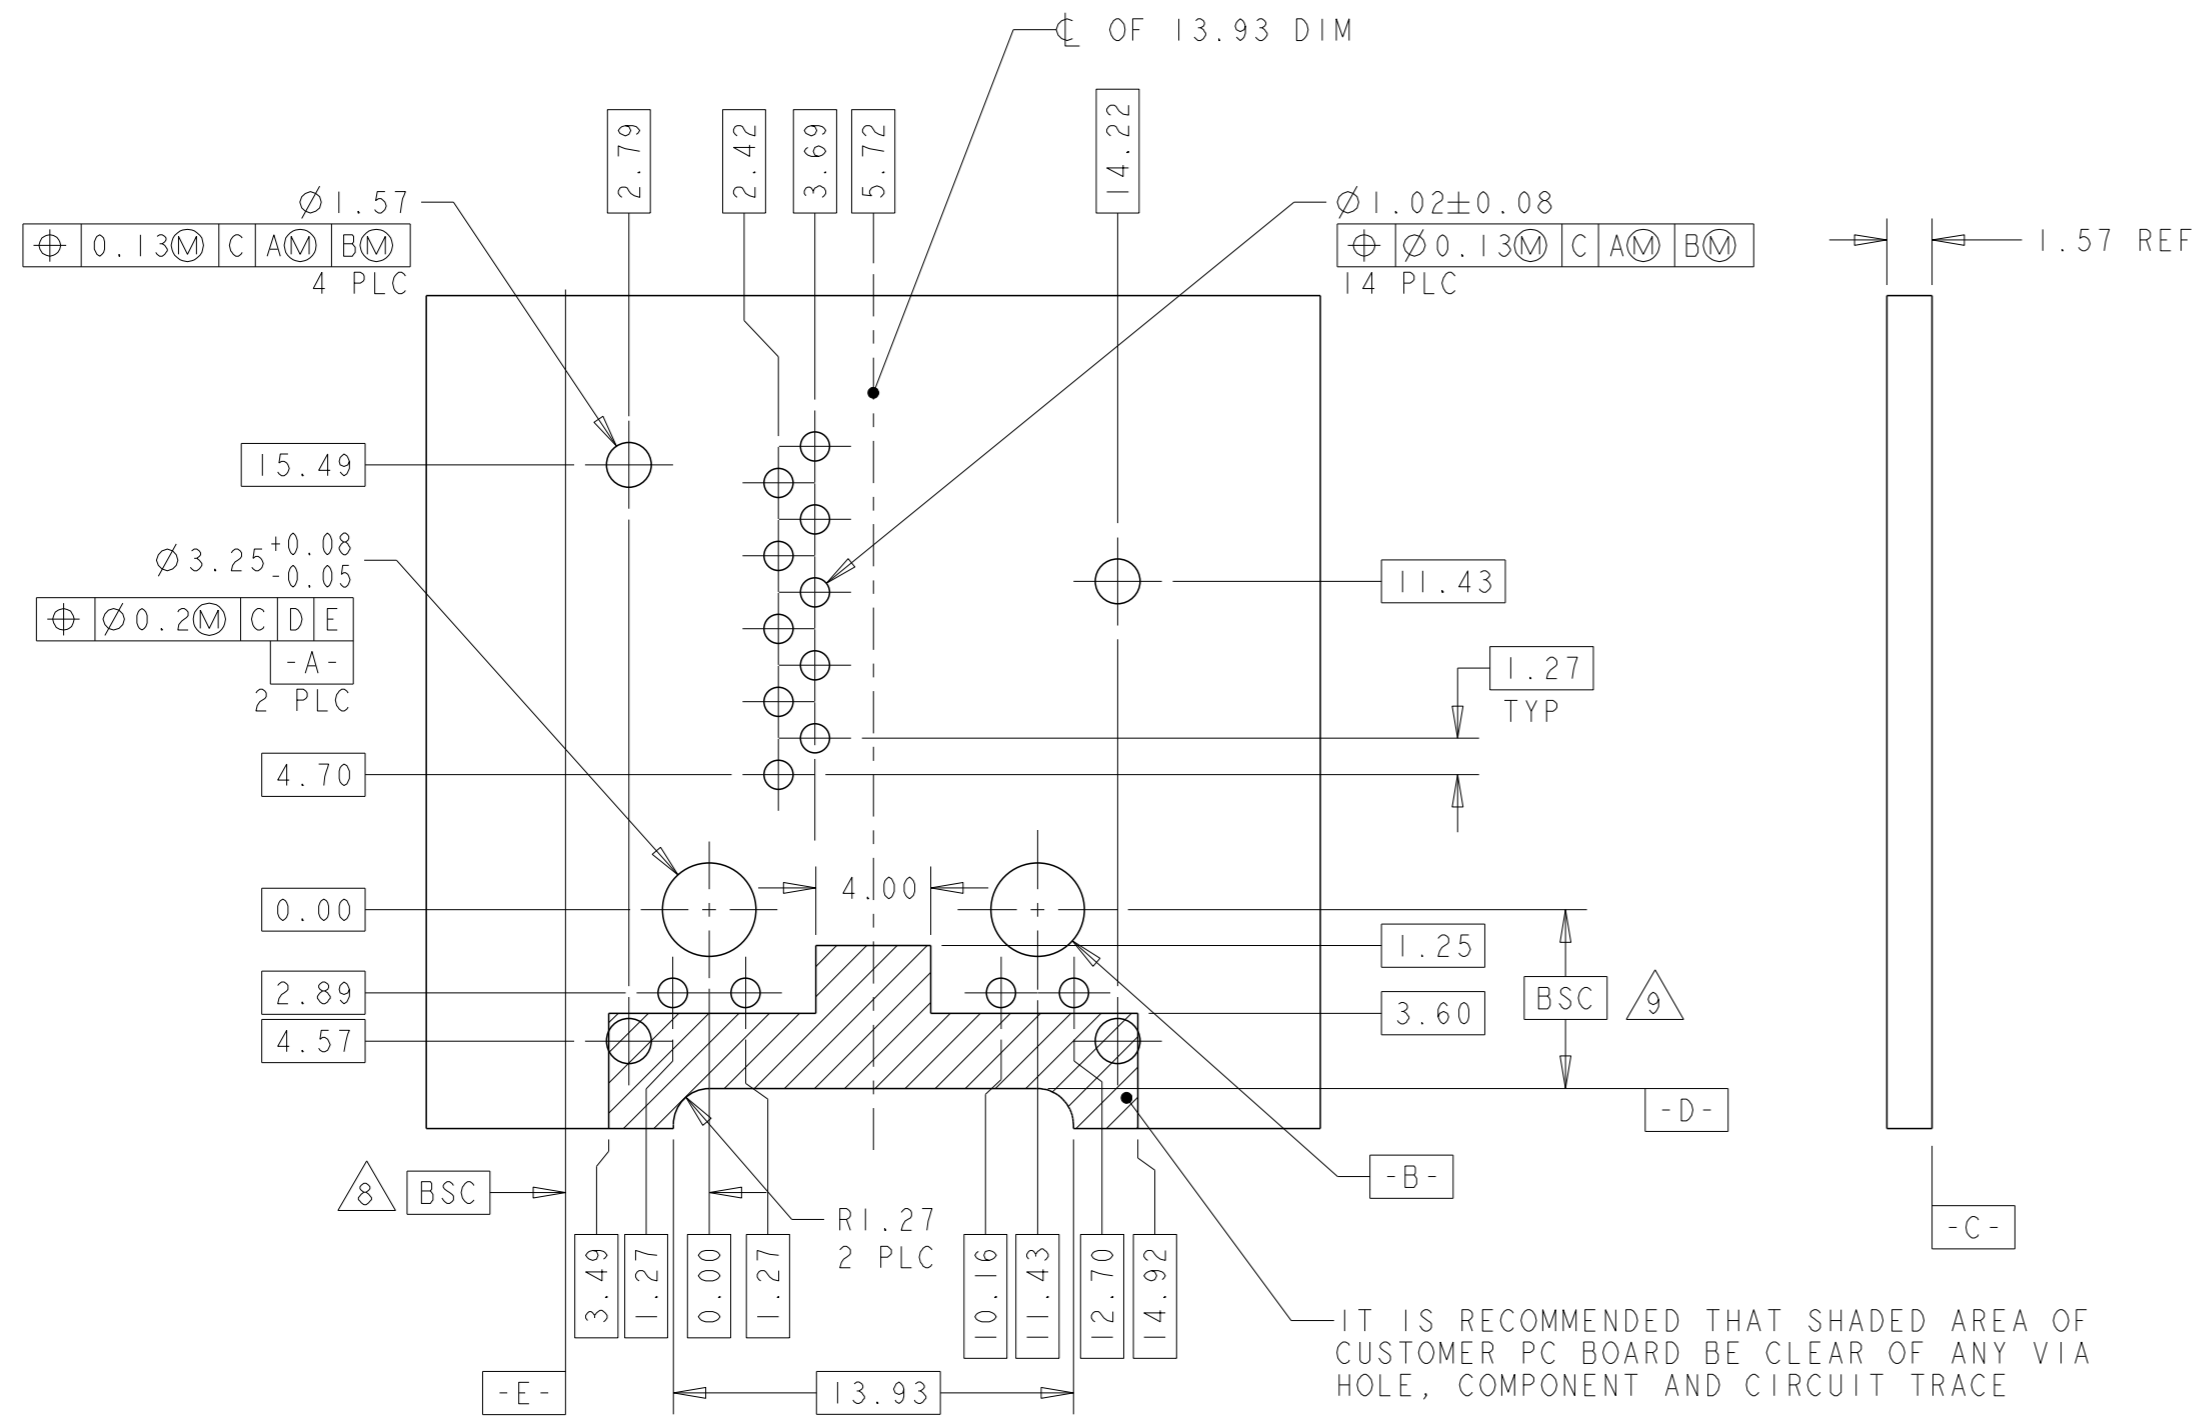 ℄ OF 13.93 DIM
2.79
2.42
3.69
5.72
14.22
Ø1.57
⌖ 0.13Ⓜ C AⓂ BⓂ
4 PLC
Ø1.02±0.08
⌖ Ø0.13Ⓜ C AⓂ BⓂ
14 PLC
1.57 REF
15.49
Ø3.25 +0.08
-0.05
⌖ Ø0.2Ⓜ C D E
-A-
2 PLC
11.43
1.27
TYP
4.70
4.00
0.00
1.25
2.89
BSC 9
3.60
4.57
-D-
8 BSC
-B-
R1.27
2 PLC
-C-
3.49
1.27
0.00
1.27
10.16
11.43
12.70
14.92
-E-
13.93
IT IS RECOMMENDED THAT SHADED AREA OF
CUSTOMER PC BOARD BE CLEAR OF ANY VIA
HOLE, COMPONENT AND CIRCUIT TRACE